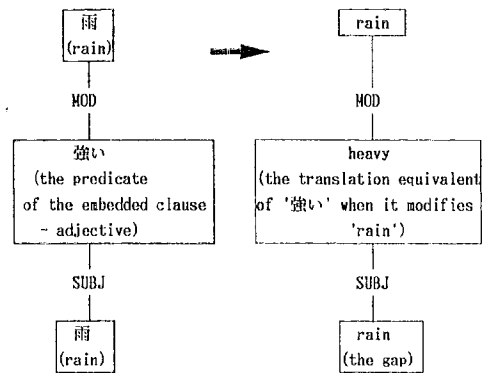 雨
(rain)
MOD
強い
(the predicate
of the embedded clause
- adjective)
SUBJ
雨
(rain)
rain
MOD
heavy
(the translation equivalent
of '強い' when it modifies
'rain')
SUBJ
rain
(the gap)